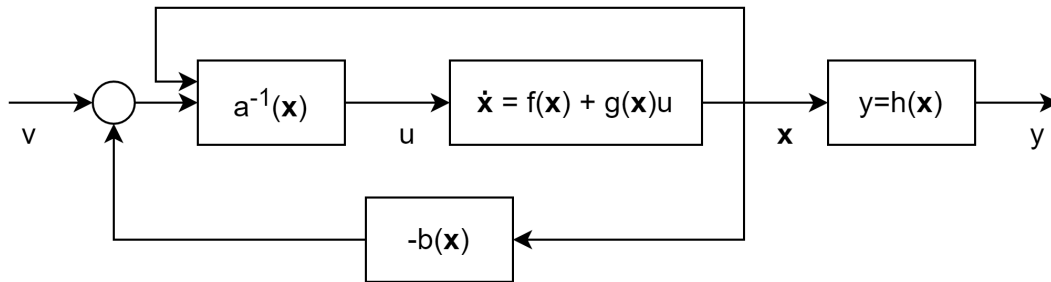 v
a⁻¹(x)
u
ẋ = f(x) + g(x)u
x
y=h(x)
y
-b(x)